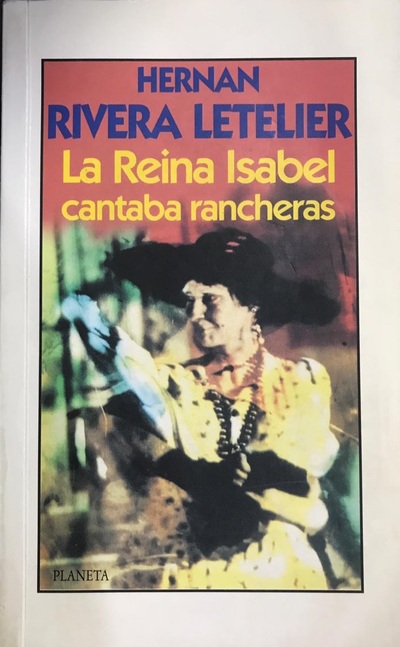 HERNAN
RIVERA LETELIER
La Reina Isabel
cantaba rancheras
PLANETA